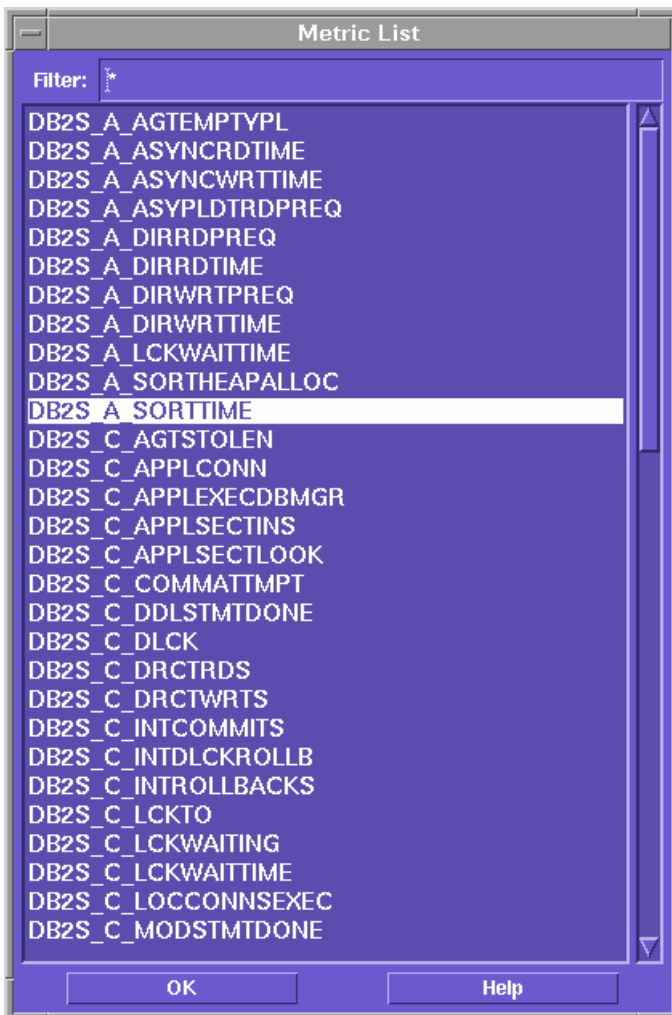 Metric List
Filter: *
DB2S_A_AGTEMPTYPL
DB2S_A_ASYNCRDTIME
DB2S_A_ASYNCWRTTIME
DB2S_A_ASYPLDTRDPREQ
DB2S_A_DIRRDPREQ
DB2S_A_DIRRDTIME
DB2S_A_DIRWRTPREQ
DB2S_A_DIRWRTTIME
DB2S_A_LCKWAITTIME
DB2S_A_SORTHEAPALLOC
DB2S_A_SORTTIME
DB2S_C_AGTSTOLEN
DB2S_C_APPLCONN
DB2S_C_APPLEXECDBMGR
DB2S_C_APPLSECTINS
DB2S_C_APPLSECTLOOK
DB2S_C_COMMATTMPT
DB2S_C_DDLSTMTDONE
DB2S_C_DLCK
DB2S_C_DRCTRDS
DB2S_C_DRCTWRTS
DB2S_C_INTCOMMITS
DB2S_C_INTDLCKROLLB
DB2S_C_INTROLLBACKS
DB2S_C_LCKTO
DB2S_C_LCKWAITING
DB2S_C_LCKWAITTIME
DB2S_C_LOCCONNSEXEC
DB2S_C_MODSTMTDONE
OK Help